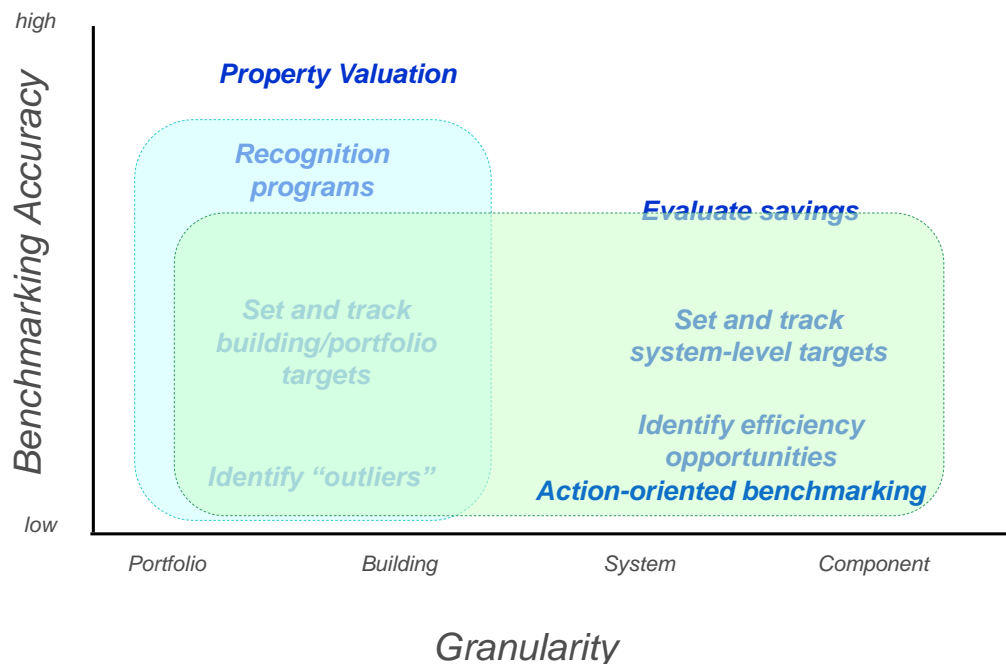 high
Benchmarking Accuracy
Property Valuation
Recognition
programs
Evaluate savings
Set and track
building/portfolio
targets
Set and track
system-level targets
Identify efficiency
opportunities
Identify “outliers”
Action-oriented benchmarking
low
Portfolio
Building
System
Component
Granularity